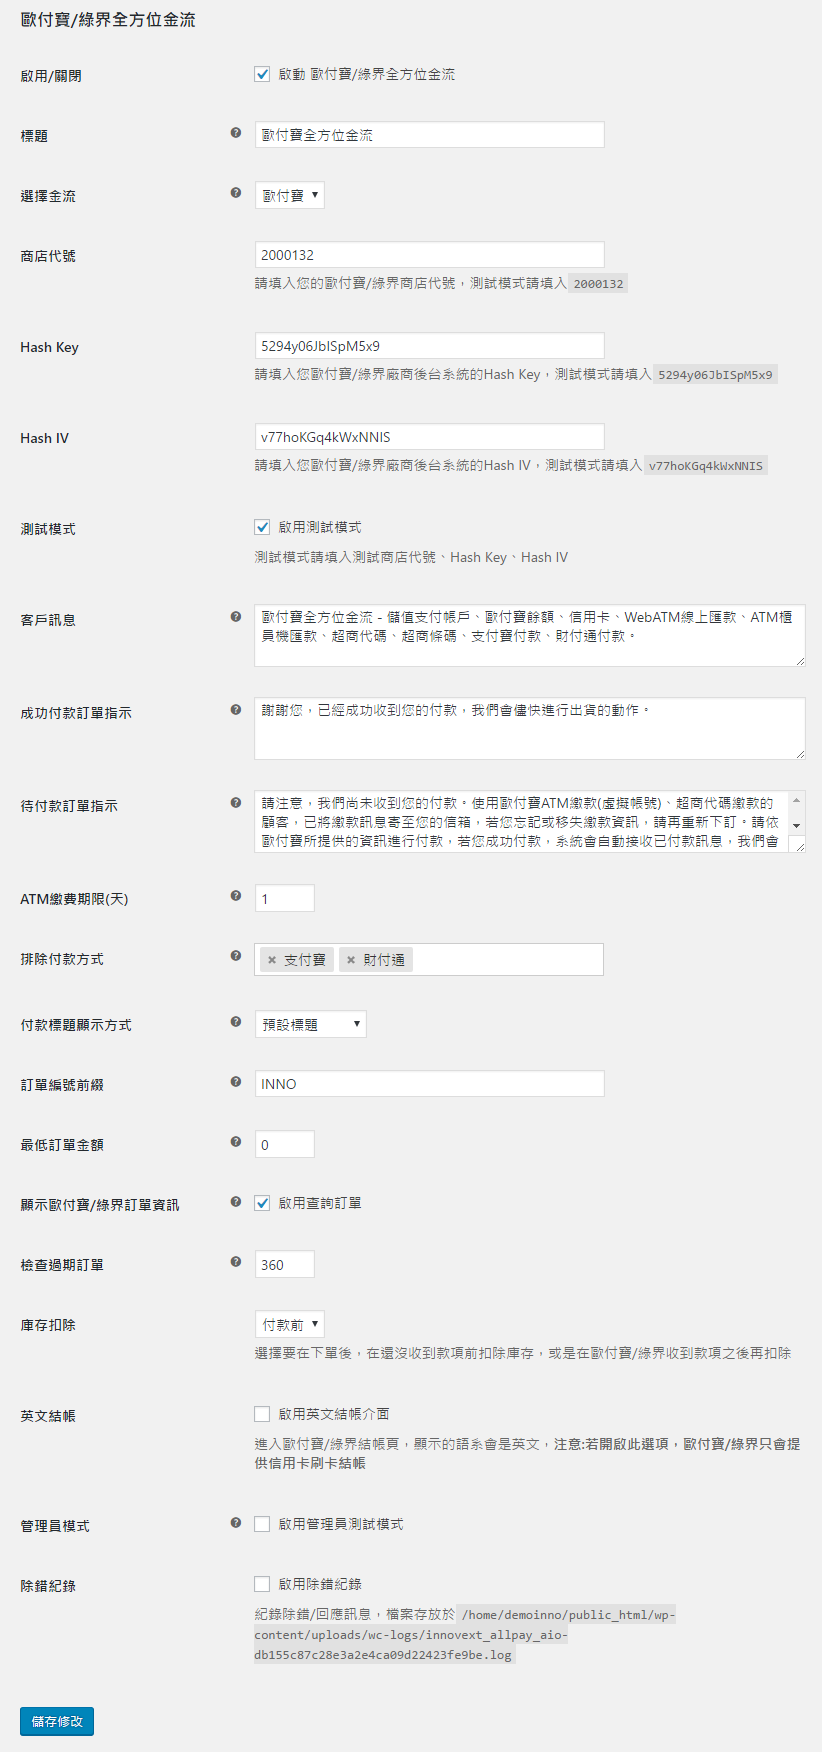 歐付寶/綠界全方位金流
啟用/關閉
啟動 歐付寶/綠界全方位金流
標題
歐付寶全方位金流
選擇金流
歐付寶
商店代號
2000132
請填入您的歐付寶/綠界商店代號，測試模式請填入 2000132
Hash Key
5294y06JbISpM5x9
請填入您歐付寶/綠界廠商後台系統的Hash Key，測試模式請填入 5294y06JbISpM5x9
Hash IV
v77hoKGq4kWxNNIS
請填入您歐付寶/綠界廠商後台系統的Hash IV，測試模式請填入 v77hoKGq4kWxNNIS
測試模式
啟用測試模式
測試模式請填入測試商店代號、Hash Key、Hash IV
客戶訊息
歐付寶全方位金流 - 儲值支付帳戶、歐付寶餘額、信用卡、WebATM線上匯款、ATM櫃
員機匯款、超商代碼、超商條碼、支付寶付款、財付通付款。
成功付款訂單指示
謝謝您，已經成功收到您的付款，我們會儘快進行出貨的動作。
待付款訂單指示
請注意，我們尚未收到您的付款。使用歐付寶ATM繳款(虛擬帳號)、超商代碼繳款的
顧客，已將繳款訊息寄至您的信箱，若您忘記或移失繳款資訊，請再重新下訂。請依
歐付寶所提供的資訊進行付款，若您成功付款，系統會自動接收已付款訊息，我們會
ATM繳費期限(天)
1
排除付款方式
× 支付寶 × 財付通
付款標題顯示方式
預設標題
訂單編號前綴
INNO
最低訂單金額
0
顯示歐付寶/綠界訂單資訊
啟用查詢訂單
檢查過期訂單
360
庫存扣除
付款前
選擇要在下單後，在還沒收到款項前扣除庫存，或是在歐付寶/綠界收到款項之後再扣除
英文結帳
啟用英文結帳介面
進入歐付寶/綠界結帳頁，顯示的語系會是英文，注意:若開啟此選項，歐付寶/綠界只會提
供信用卡刷卡結帳
管理員模式
啟用管理員測試模式
除錯紀錄
啟用除錯紀錄
紀錄除錯/回應訊息，檔案存放於 /home/demoinno/public_html/wp-
content/uploads/wc-logs/innovext_allpay_aio-
db155c87c28e3a2e4ca09d22423fe9be.log
儲存修改